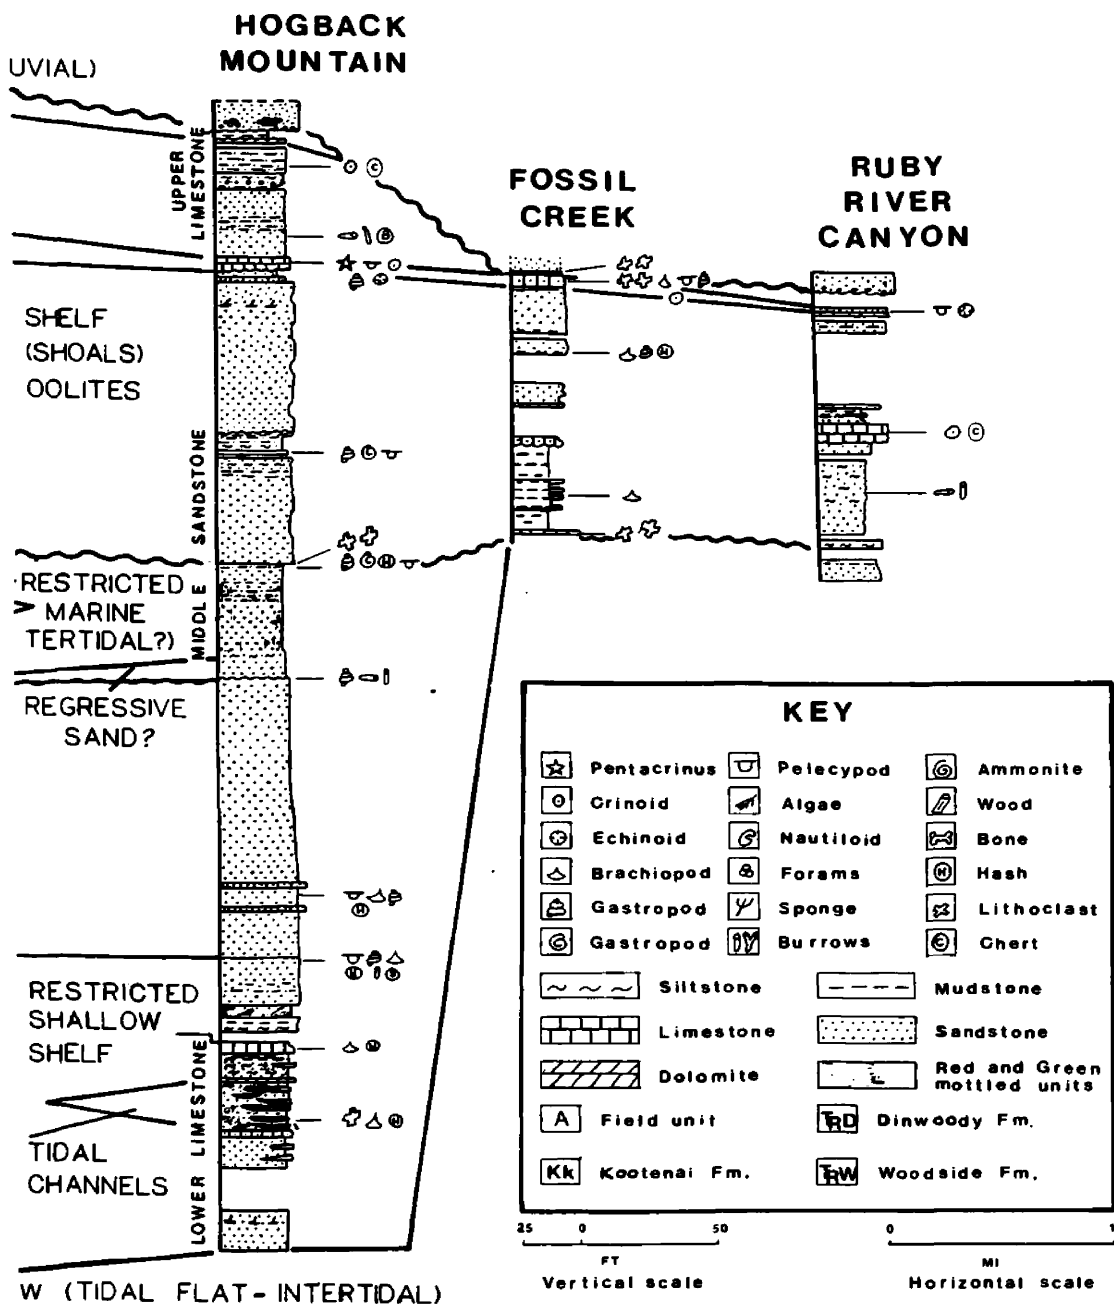 HOGBACK
MOUNTAIN
UVIAL)
UPPER
LIMESTONE
FOSSIL
CREEK
RUBY
RIVER
CANYON
SHELF
(SHOALS)
OOLITES
SANDSTONE
MIDDLE
RESTRICTED
MARINE
TERTIDAL?)
REGRESSIVE
SAND?
RESTRICTED
SHALLOW
SHELF
LOWER LIMESTONE
TIDAL
CHANNELS
W (TIDAL FLAT-INTERTIDAL)
KEY
Pentacrinus
Pelecypod
Ammonite
Crinoid
Algae
Wood
Echinoid
Nautiloid
Bone
Brachiopod
Forams
H Hash
Gastropod
Sponge
Lithoclast
Gastropod
Burrows
C Chert
Siltstone
Mudstone
Limestone
Sandstone
Dolomite
Red and Green
mottled units
A Field unit
TRD Dinwoody Fm.
Kk Kootenai Fm.
TRW Woodside Fm.
25 0 50
FT
Vertical scale
0 1
MI
Horizontal scale